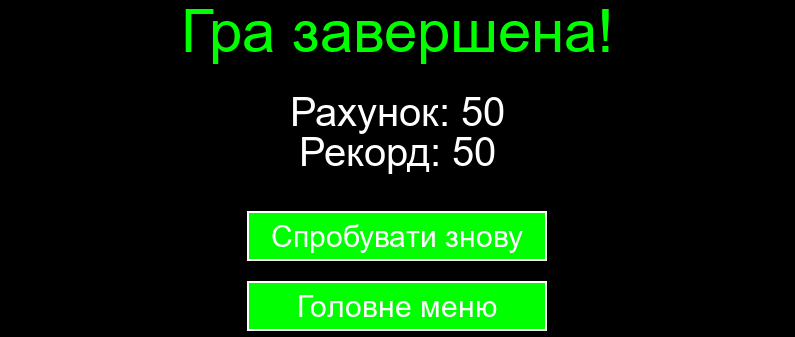 Гра завершена!
Рахунок: 50
Рекорд: 50
Спробувати знову
Головне меню